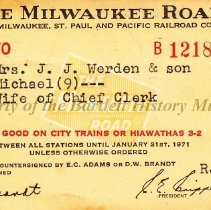 THE MILWAUKEE ROAD
MILWAUKEE, ST. PAUL AND PACIFIC RAILROAD CO
B 1218
Mrs. J. J. Werden & son
Michael(9)---
Wife of Chief Clerk
GOOD ON CITY TRAINS OR HIAWATHAS 3-2
BETWEEN ALL STATIONS UNTIL JANUARY 31ST, 1971
UNLESS OTHERWISE ORDERED
COUNTERSIGNED BY E.C. ADAMS OR D.W. BRANDT
PRESIDENT